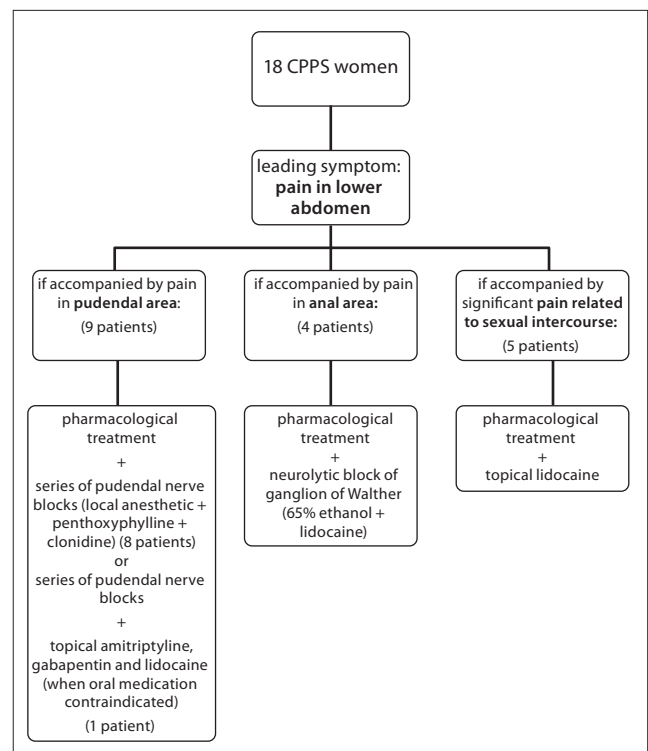 18 CPPS women
leading symptom:
pain in lower
abdomen
if accompanied by pain
in pudendal area:
(9 patients)
if accompanied by pain
in anal area:
(4 patients)
if accompanied by
significant pain related
to sexual intercourse:
(5 patients)
pharmacological
treatment
+
series of pudendal nerve
blocks (local anesthetic +
penthoxyphylline +
clonidine) (8 patients)
or
series of pudendal nerve
blocks
+
topical amitriptyline,
gabapentin and lidocaine
(when oral medication
contraindicated)
(1 patient)
pharmacological
treatment
+
neurolytic block of
ganglion of Walther
(65% ethanol +
lidocaine)
pharmacological
treatment
+
topical lidocaine